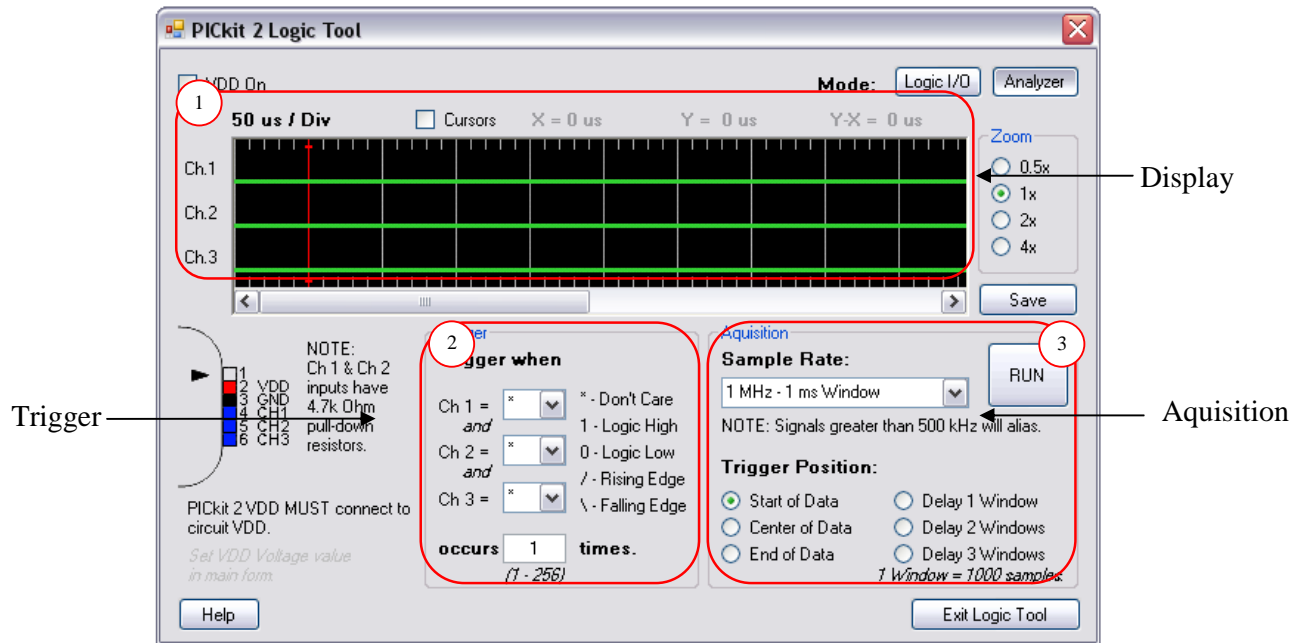 PICkit 2 Logic Tool
VDD On
Mode: Logic I/O Analyzer
1
50 us / Div Cursors X = 0 us Y = 0 us Y-X = 0 us
Zoom
Ch.1
0.5x
Display
1x
Ch.2
2x
Ch.3
4x
Save
NOTE:
Ch 1 & Ch 2
inputs have
4.7k Ohm
pull-down
resistors.
1
2 VDD
3 GND
4 CH1
5 CH2
6 CH3
Trigger
PICkit 2 VDD MUST connect to
circuit VDD.
Set VDD Voltage value
in main form.
2
when
Ch 1 = *
and
Ch 2 = *
and
Ch 3 = *
* - Don't Care
1 - Logic High
0 - Logic Low
/ - Rising Edge
\ - Falling Edge
occurs 1 times.
(1 - 256)
Aquisition
3
Sample Rate:
RUN
1 MHz - 1 ms Window
Aquisition
NOTE: Signals greater than 500 kHz will alias.
Trigger Position:
Start of Data Delay 1 Window
Center of Data Delay 2 Windows
End of Data Delay 3 Windows
1 Window = 1000 samples.
Help
Exit Logic Tool